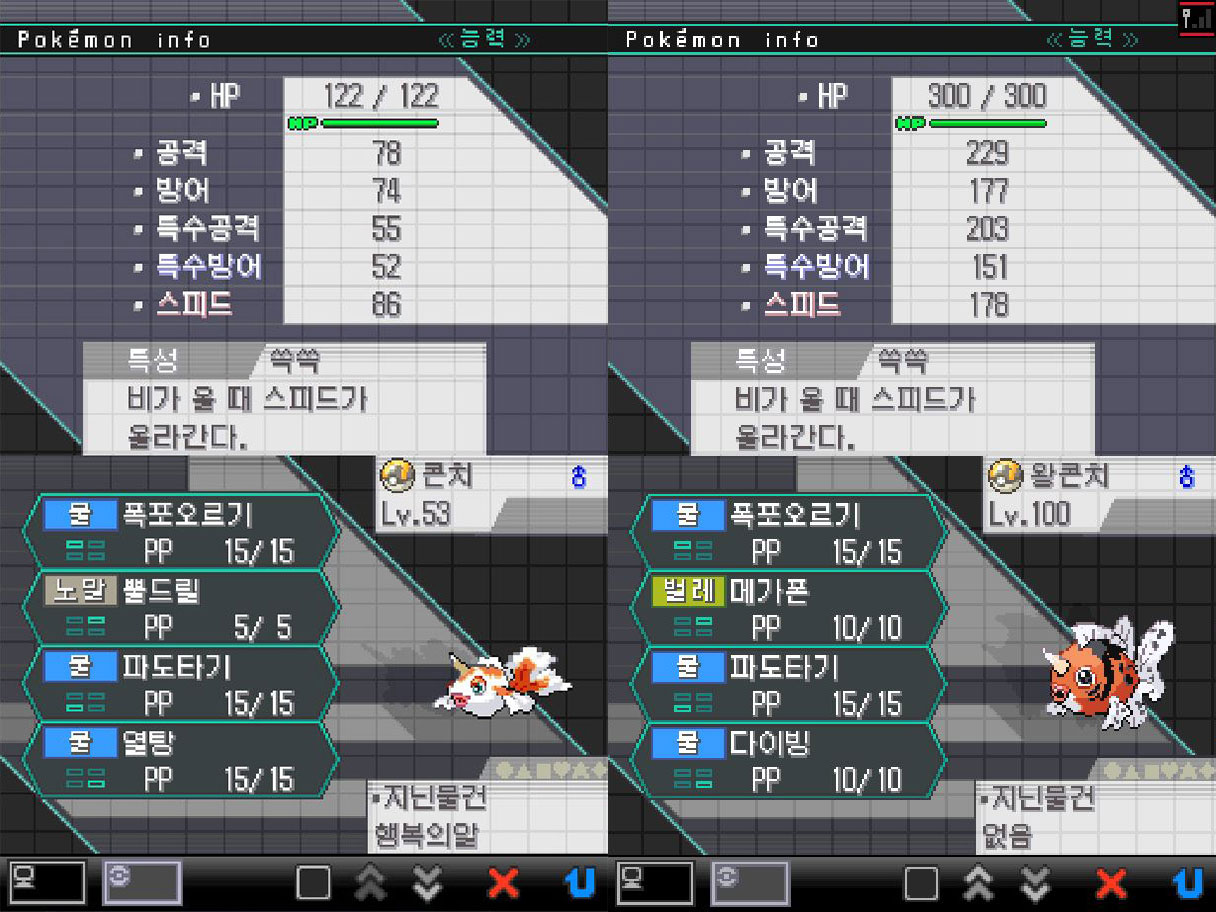 Pokémon info
≪능력≫
HP
122 / 122
HP
공격
78
방어
74
특수공격
55
특수방어
52
스피드
86
특성
쓱쓱
비가 올 때 스피드가
올라간다.
콘치
Lv.53
물 폭포오르기
PP 15/15
노말 뿔드릴
PP 5/ 5
물 파도타기
PP 15/15
물 열탕
PP 15/15
지닌물건
행복의알
Pokémon info
≪능력≫
HP
300 / 300
HP
공격
229
방어
177
특수공격
203
특수방어
151
스피드
178
특성
쓱쓱
비가 올 때 스피드가
올라간다.
왕콘치
Lv.100
물 폭포오르기
PP 15/15
벌레 메가폰
PP 10/10
물 파도타기
PP 15/15
물 다이빙
PP 10/10
지닌물건
없음